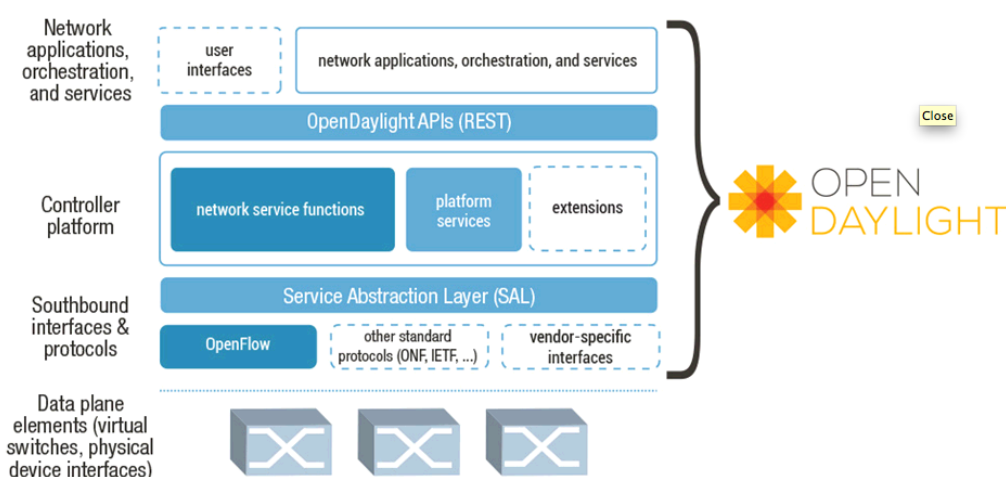 Network
applications,
orchestration,
and services
user
interfaces
network applications, orchestration, and services
OpenDaylight APIs (REST)
Controller
platform
network service functions
platform
services
extensions
Service Abstraction Layer (SAL)
Southbound
interfaces &
protocols
OpenFlow
other standard
protocols (ONF, IETF, ...)
vendor-specific
interfaces
Data plane
elements (virtual
switches, physical
device interfaces)
Close
OPEN
DAYLIGHT